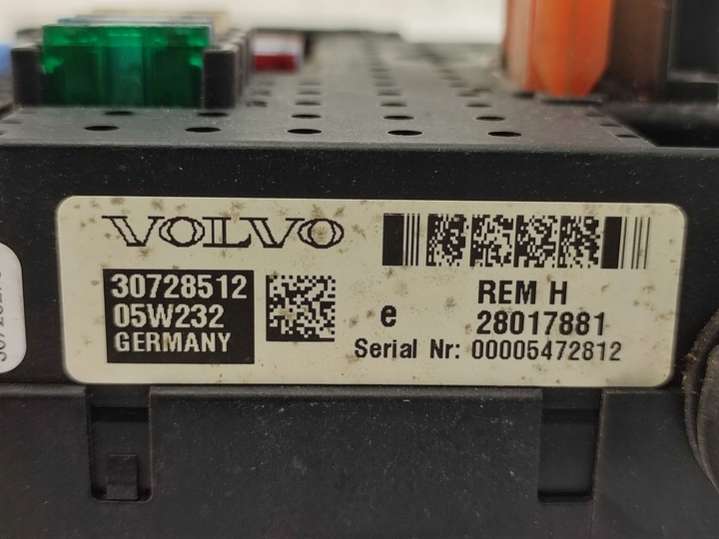 VOLVO
30728512
05W232
GERMANY
REM H
e 28017881
Serial Nr: 00005472812